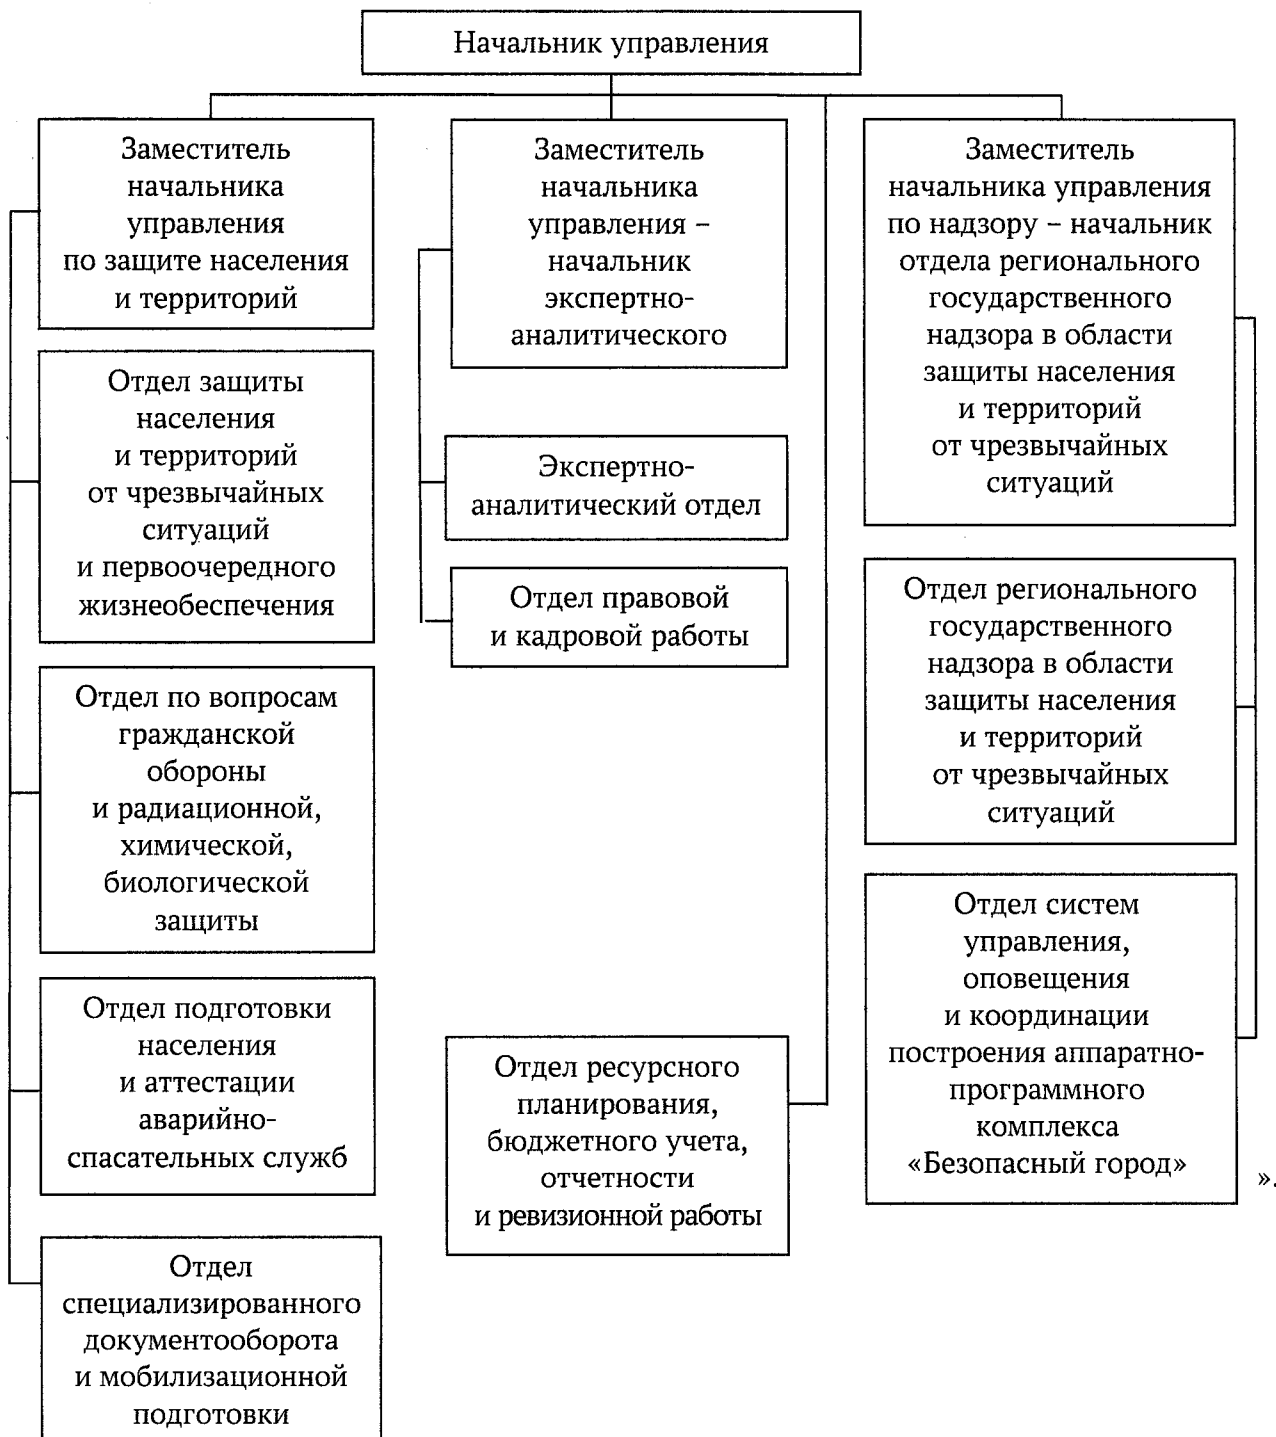 Начальник управления
Заместитель
начальника
управления
по защите населения
и территорий
Отдел защиты
населения
и территорий
от чрезвычайных
ситуаций
и первоочередного
жизнеобеспечения
Отдел по вопросам
гражданской
обороны
и радиационной,
химической,
биологической
защиты
Отдел подготовки
населения
и аттестации
аварийно-
спасательных служб
Отдел
специализированного
документооборота
и мобилизационной
подготовки
Заместитель
начальника
управления –
начальник
экспертно-
аналитического
Экспертно-
аналитический отдел
Отдел правовой
и кадровой работы
Отдел ресурсного
планирования,
бюджетного учета,
отчетности
и ревизионной работы
Заместитель
начальника управления
по надзору – начальник
отдела регионального
государственного
надзора в области
защиты населения
и территорий
от чрезвычайных
ситуаций
Отдел регионального
государственного
надзора в области
защиты населения
и территорий
от чрезвычайных
ситуаций
Отдел систем
управления,
оповещения
и координации
построения аппаратно-
программного
комплекса
«Безопасный город»
».